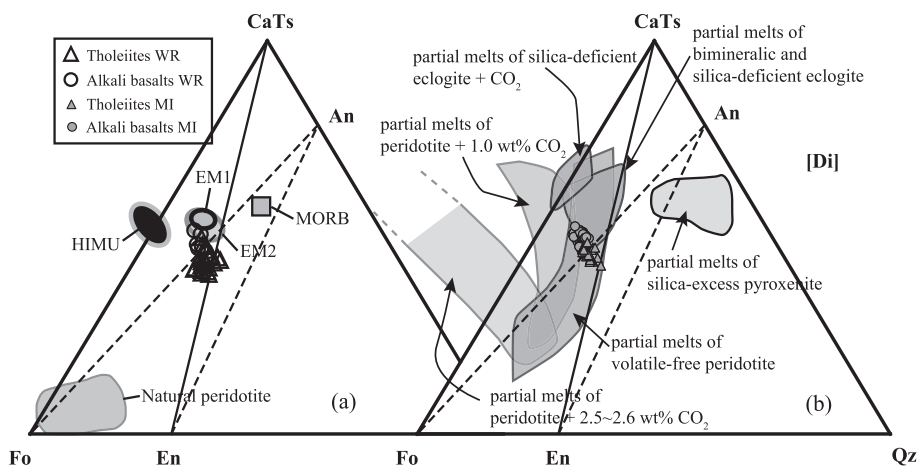 CaTs
CaTs
Tholeiites WR
Alkali basalts WR
Tholeiites MI
Alkali basalts MI
An
EM1
MORB
HIMU
EM2
Natural peridotite
(a)
Fo
En
partial melts of silica-deficient
eclogite + CO2
partial melts of
bimineralic and
silica-deficient eclogite
An
partial melts of
peridotite + 1.0 wt% CO2
[Di]
partial melts of
silica-excess pyroxenite
partial melts of
volatile-free peridotite
partial melts of
peridotite + 2.5~2.6 wt% CO2
(b)
Fo
En
Qz